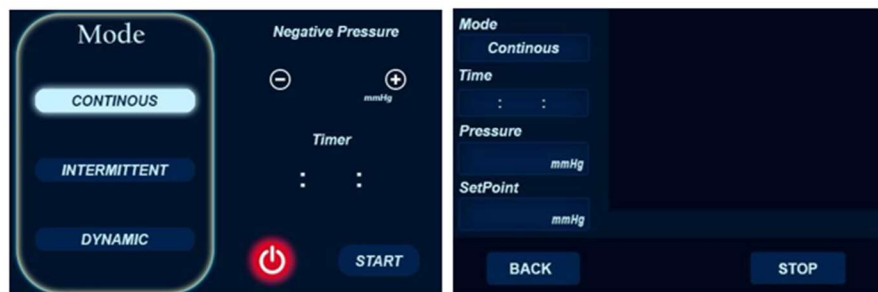 Mode
CONTINOUS
INTERMITTENT
DYNAMIC
Negative Pressure
mmHg
Timer
: :
START
Mode
Continous
Time
: :
Pressure
mmHg
SetPoint
mmHg
BACK
STOP